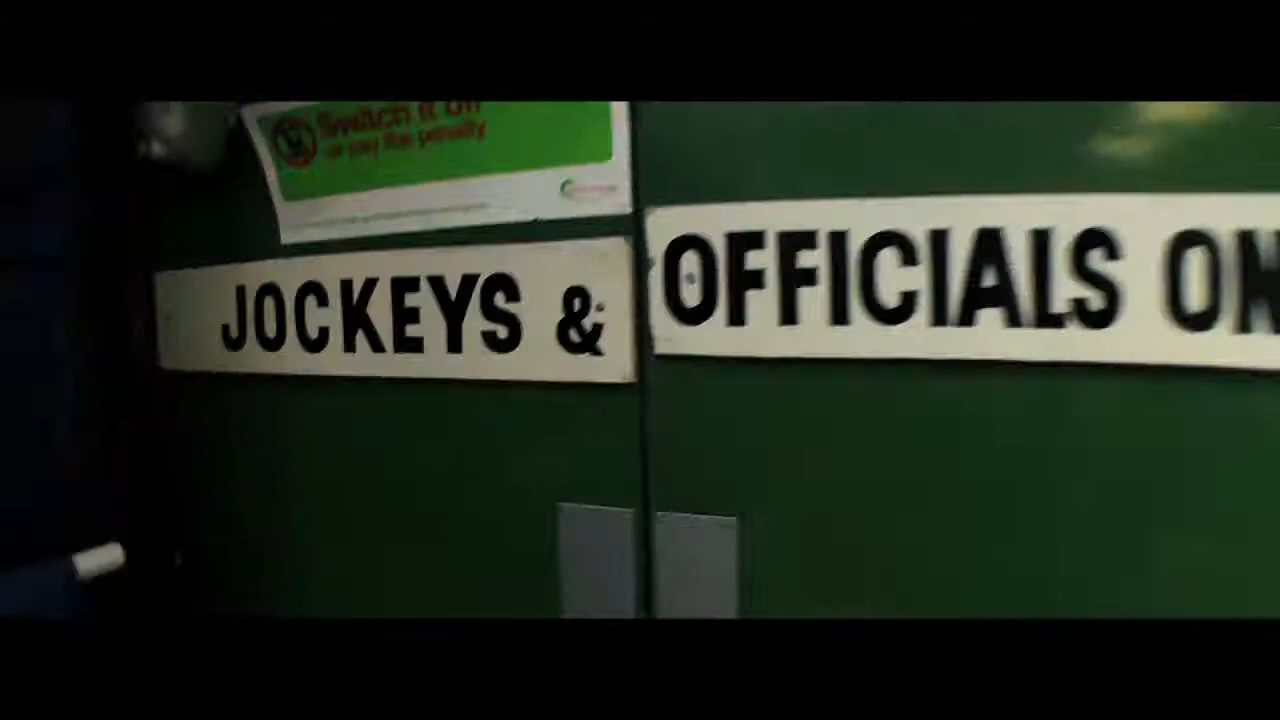 Switch it off
or pay the penalty
JOCKEYS & OFFICIALS ON